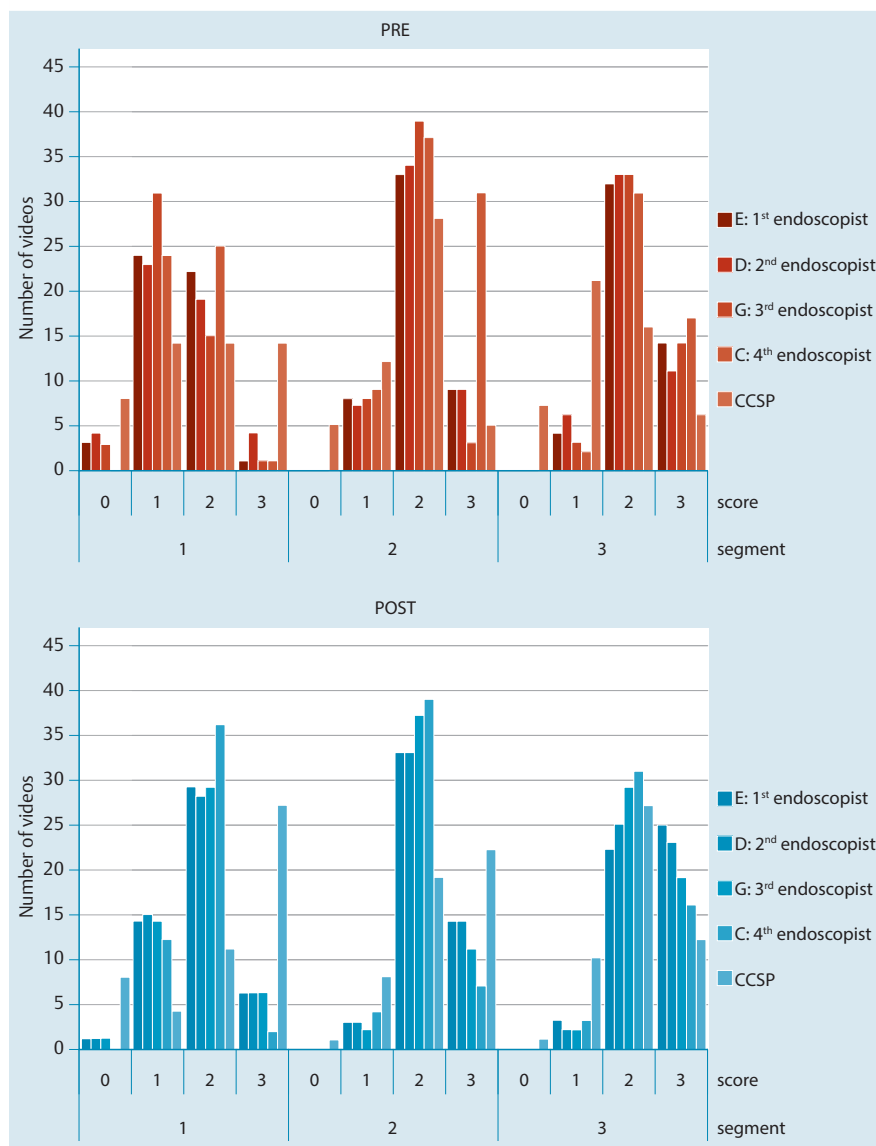 PRE
45
40
35
30
25
20
15
10
5
0
Number of videos
E: 1st endoscopist
D: 2nd endoscopist
G: 3rd endoscopist
C: 4th endoscopist
CCSP
0 1 2 3 0 1 2 3 0 1 2 3 score
1 2 3 segment
POST
45
40
35
30
25
20
15
10
5
0
Number of videos
E: 1st endoscopist
D: 2nd endoscopist
G: 3rd endoscopist
C: 4th endoscopist
CCSP
0 1 2 3 0 1 2 3 0 1 2 3 score
1 2 3 segment